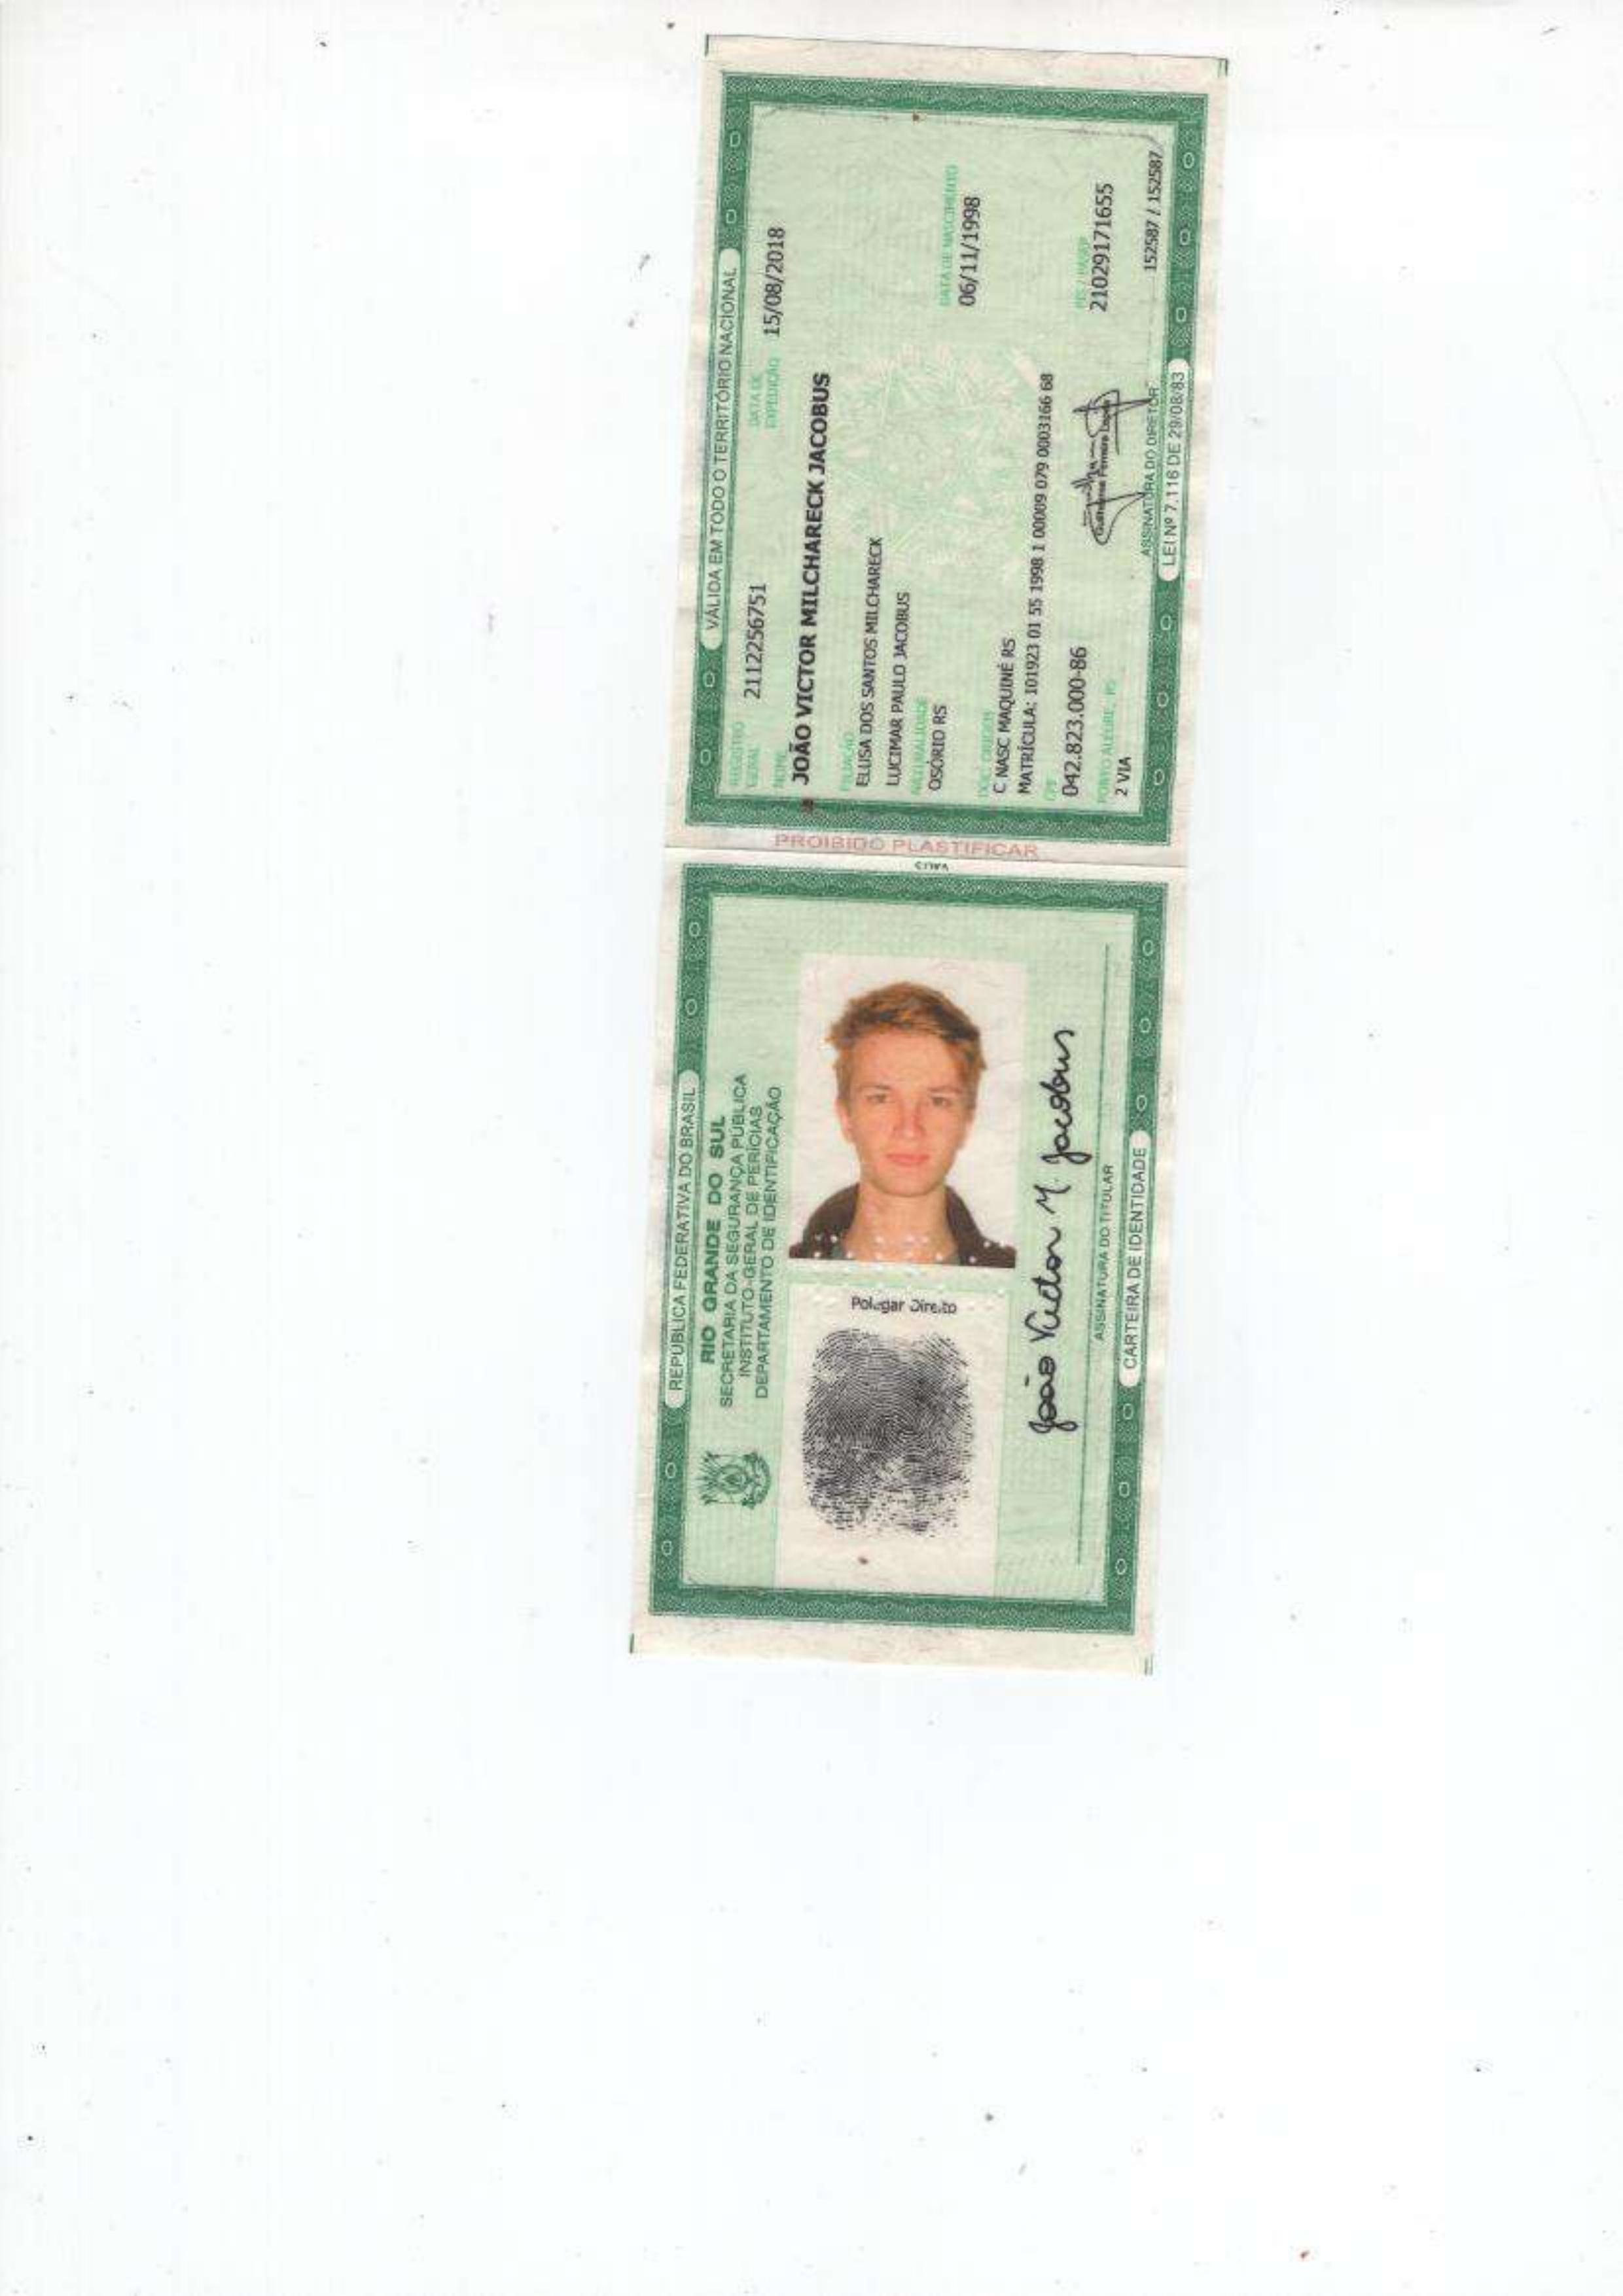 REPÚBLICA FEDERATIVA DO BRASIL
RIO GRANDE DO SUL
SECRETARIA DA SEGURANÇA PÚBLICA
INSTITUTO-GERAL DE PERÍCIAS
DEPARTAMENTO DE IDENTIFICAÇÃO
Polegar Direito
João Victor M. Jacobus
ASSINATURA DO TITULAR
CARTEIRA DE IDENTIDADE
PROIBIDO PLASTIFICAR
VÁLIDA EM TODO O TERRITÓRIO NACIONAL
REGISTRO GERAL 2112256751 DATA DE EXPEDIÇÃO 15/08/2018
NOME
JOÃO VICTOR MILCHARECK JACOBUS
FILIAÇÃO
ELUSA DOS SANTOS MILCHARECK
LUCIMAR PAULO JACOBUS
NATURALIDADE DATA DE NASCIMENTO
OSÓRIO RS 06/11/1998
DOC. ORIGEM
C NASC MAQUINÉ RS
MATRÍCULA: 101923 01 55 1998 1 00009 079 0003166 68
CPF
042.823.000-86
PORTO ALEGRE, RS
2 VIA
21029171655
152587 / 152587
ASSINATURA DO DIRETOR
LEI Nº 7.116 DE 29/08/83